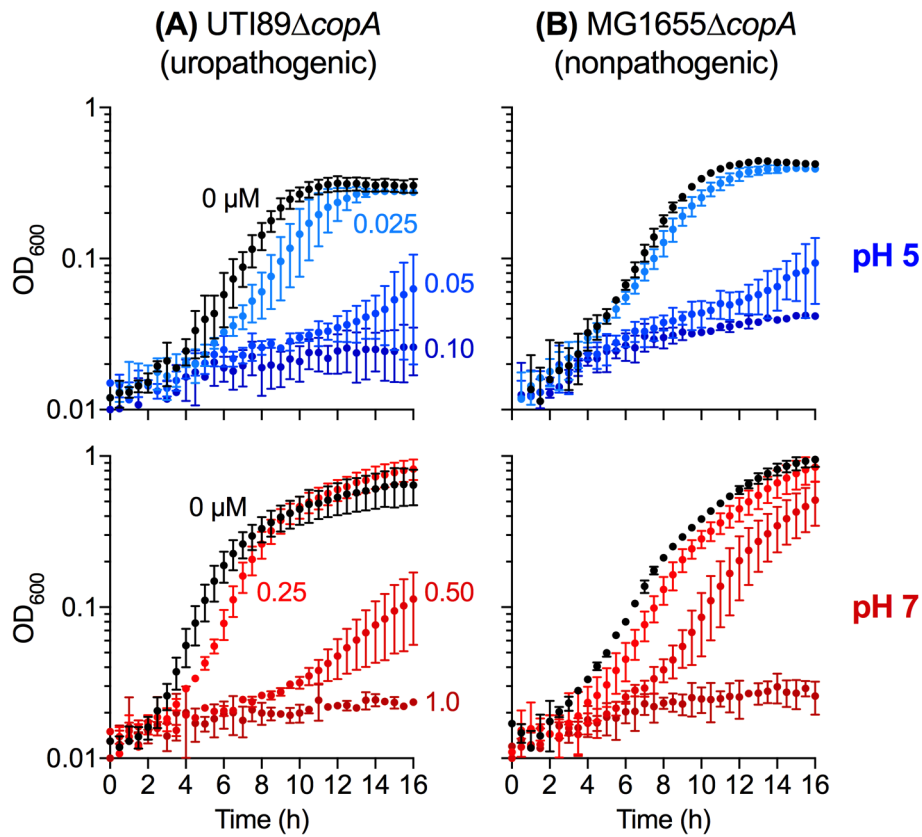 (A) UTI89ΔcopA
(uropathogenic)
(B) MG1655ΔcopA
(nonpathogenic)
1
0.1
0.01
OD600
0 μM
0.025
0.05
0.10
pH 5
1
0.1
0.01
OD600
0 μM
0.25
0.50
1.0
pH 7
0 2 4 6 8 10 12 14 16
Time (h)
0 2 4 6 8 10 12 14 16
Time (h)